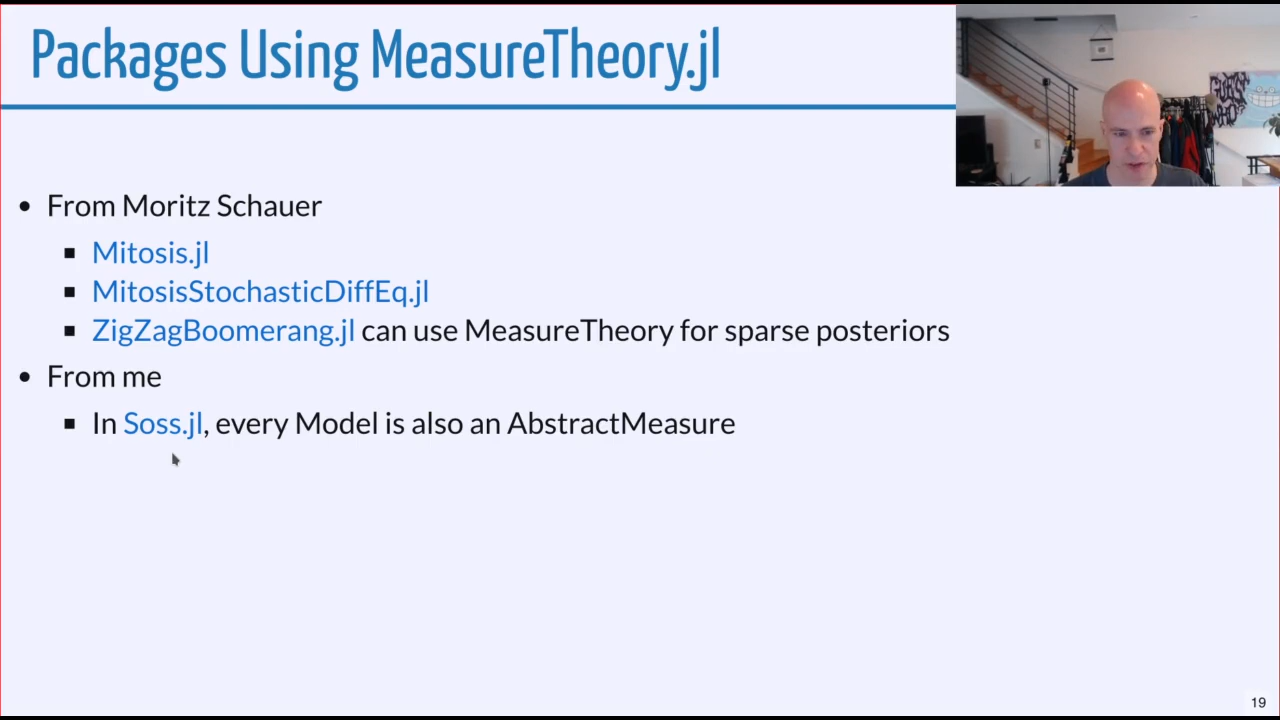 Packages Using MeasureTheory.jl
From Moritz Schauer
Mitosis.jl
MitosisStochasticDiffEq.jl
ZigZagBoomerang.jl can use MeasureTheory for sparse posteriors
From me
In Soss.jl, every Model is also an AbstractMeasure
19